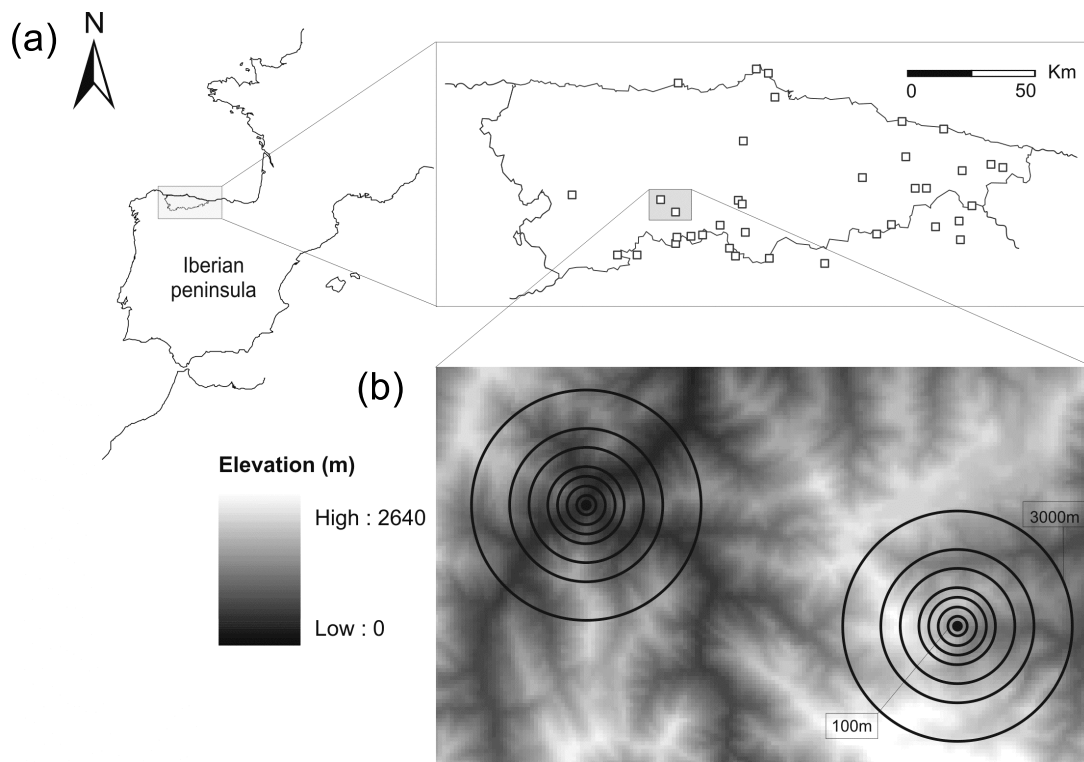 (a)
N
Km
0 50
Iberian
peninsula
(b)
Elevation (m)
High : 2640
Low : 0
3000m
100m